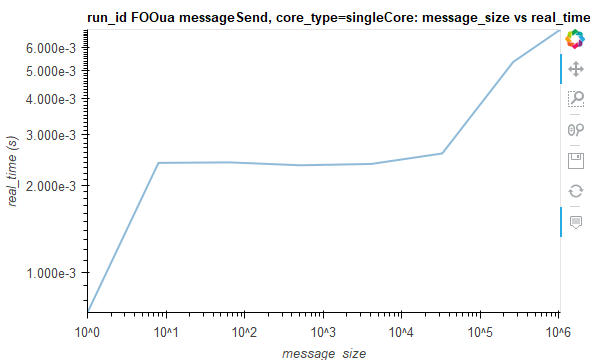 run_id FOOua messageSend, core_type=singleCore: message_size vs real_time
6.000e-3
5.000e-3
4.000e-3
3.000e-3
2.000e-3
1.000e-3
real_time (s)
10^0 10^1 10^2 10^3 10^4 10^5 10^6
message_size